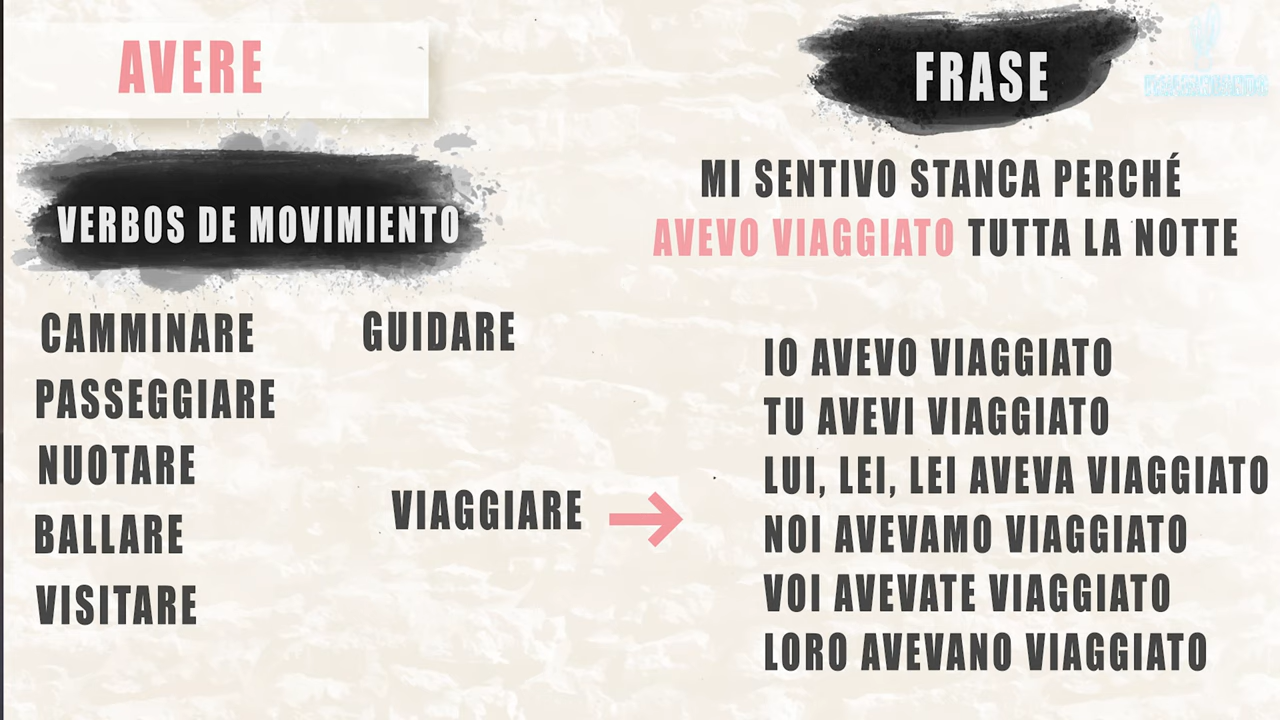 AVERE
VERBOS DE MOVIMIENTO
CAMMINARE
GUIDARE
PASSEGGIARE
NUOTARE
BALLARE
VISITARE
VIAGGIARE
FRASE
MI SENTIVO STANCA PERCHÉ
AVEVO VIAGGIATO TUTTA LA NOTTE
IO AVEVO VIAGGIATO
TU AVEVI VIAGGIATO
LUI, LEI, LEI AVEVA VIAGGIATO
NOI AVEVAMO VIAGGIATO
VOI AVEVATE VIAGGIATO
LORO AVEVANO VIAGGIATO